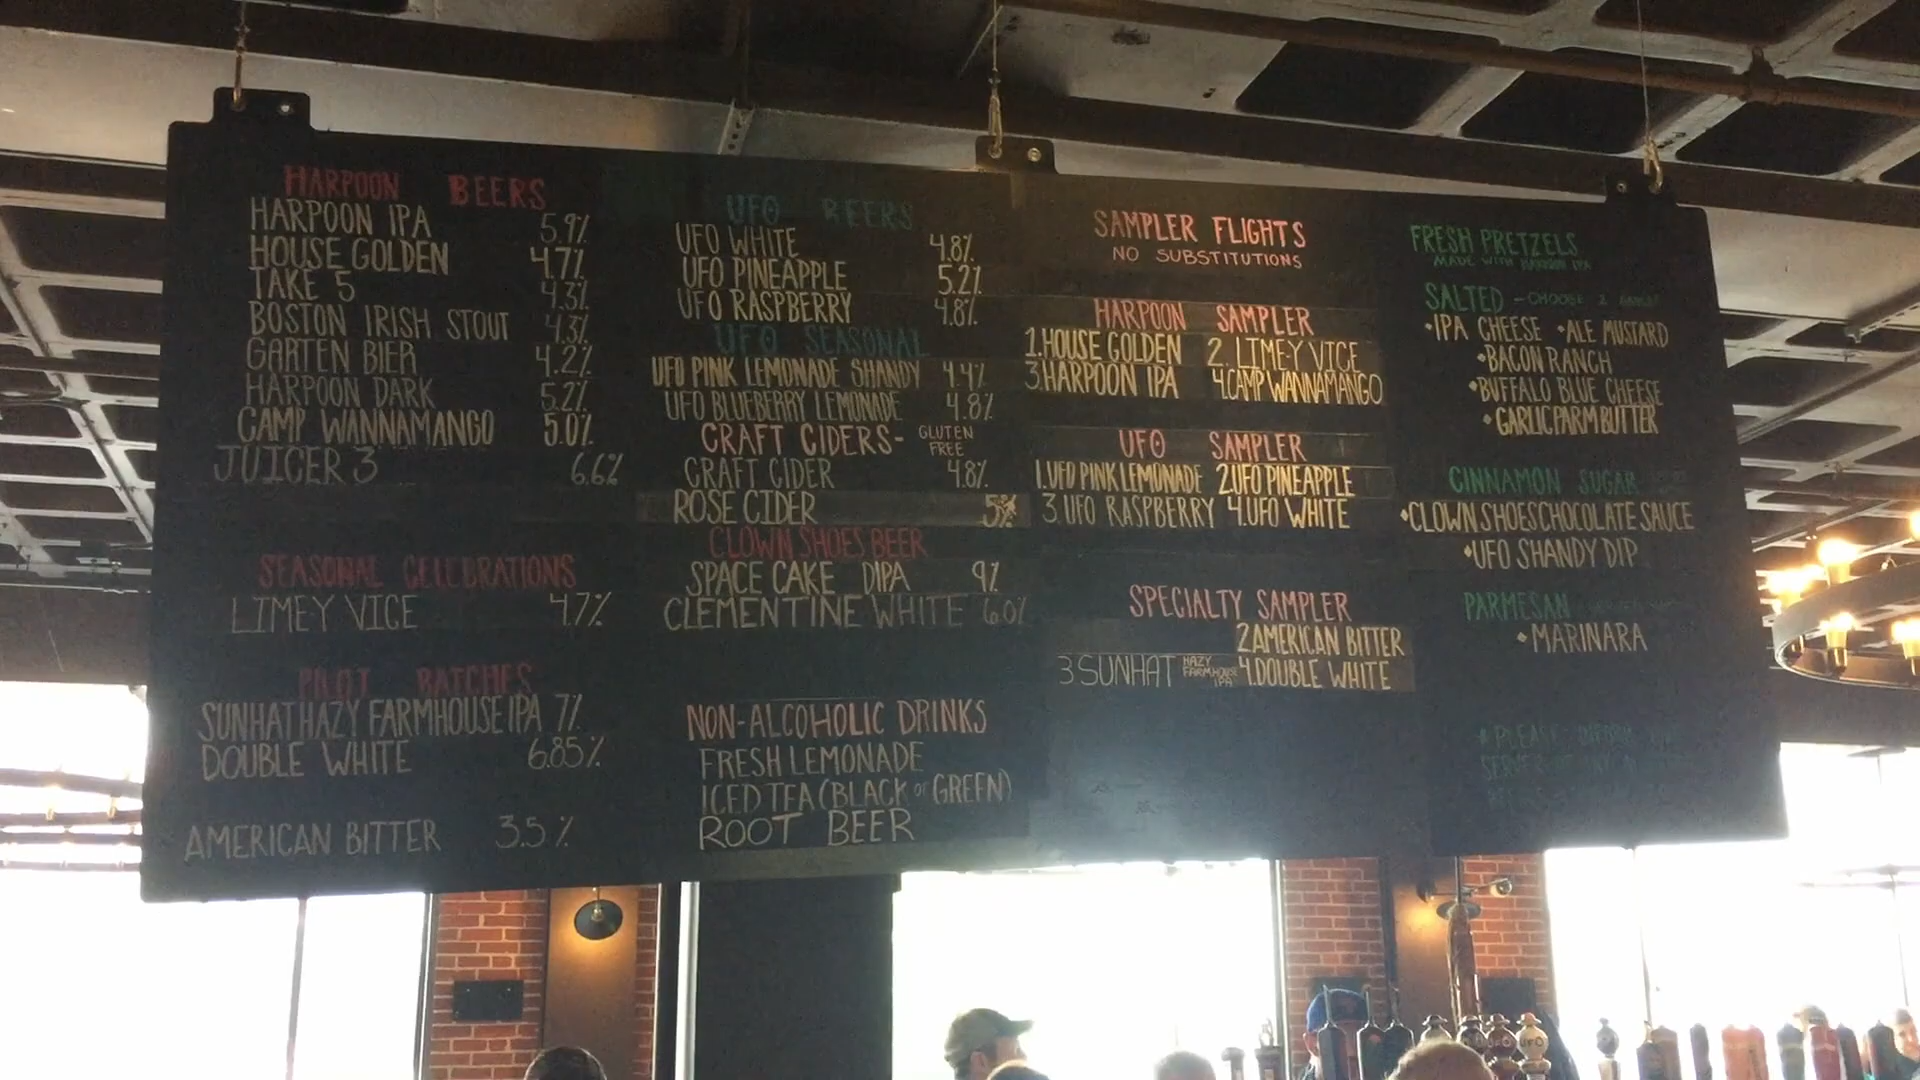 HARPOON BEERS
HARPOON IPA 5.9%
HOUSE GOLDEN 4.7%
TAKE 5 4.3%
BOSTON IRISH STOUT 4.3%
GARTEN BIER 4.2%
HARPOON DARK 5.2%
CAMP WANNAMANGO 5.0%
JUICER 3 6.6%
SEASONAL CELEBRATIONS
LIMEY VICE 4.7%
PILOT BATCHES
SUNHAT HAZY FARMHOUSE IPA 7%
DOUBLE WHITE 6.85%
AMERICAN BITTER 3.5%
UFO BEERS
UFO WHITE 4.8%
UFO PINEAPPLE 5.2%
UFO RASPBERRY 4.8%
UFO SEASONAL
UFO PINK LEMONADE SHANDY 4.4%
UFO BLUEBERRY LEMONADE 4.8%
CRAFT CIDERS- GLUTEN FREE
CRAFT CIDER 4.8%
ROSE CIDER 5%
CLOWN SHOES BEER
SPACE CAKE DIPA 9%
CLEMENTINE WHITE 6.0%
NON-ALCOHOLIC DRINKS
FRESH LEMONADE
ICED TEA (BLACK or GREEN)
ROOT BEER
SAMPLER FLIGHTS
NO SUBSTITUTIONS
HARPOON SAMPLER
1.HOUSE GOLDEN 2. LIMEY VICE
3.HARPOON IPA 4.CAMP WANNAMANGO
UFO SAMPLER
1.UFO PINK LEMONADE 2.UFO PINEAPPLE
3.UFO RASPBERRY 4.UFO WHITE
SPECIALTY SAMPLER
2.AMERICAN BITTER
3 SUNHAT HAZY FARMHOUSE IPA 4.DOUBLE WHITE
FRESH PRETZELS
MADE WITH HARPOON IPA
SALTED - CHOOSE 2
•IPA CHEESE •ALE MUSTARD
•BACON RANCH
•BUFFALO BLUE CHEESE
•GARLIC PARM BUTTER
CINNAMON SUGAR
•CLOWN SHOES CHOCOLATE SAUCE
•UFO SHANDY DIP
PARMESAN
•MARINARA
*PLEASE